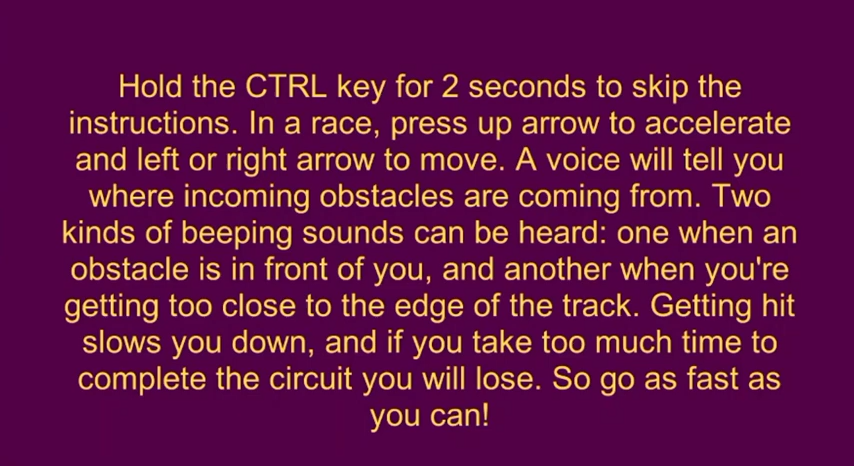 Hold the CTRL key for 2 seconds to skip the
instructions. In a race, press up arrow to accelerate
and left or right arrow to move. A voice will tell you
where incoming obstacles are coming from. Two
kinds of beeping sounds can be heard: one when an
obstacle is in front of you, and another when you're
getting too close to the edge of the track. Getting hit
slows you down, and if you take too much time to
complete the circuit you will lose. So go as fast as
you can!